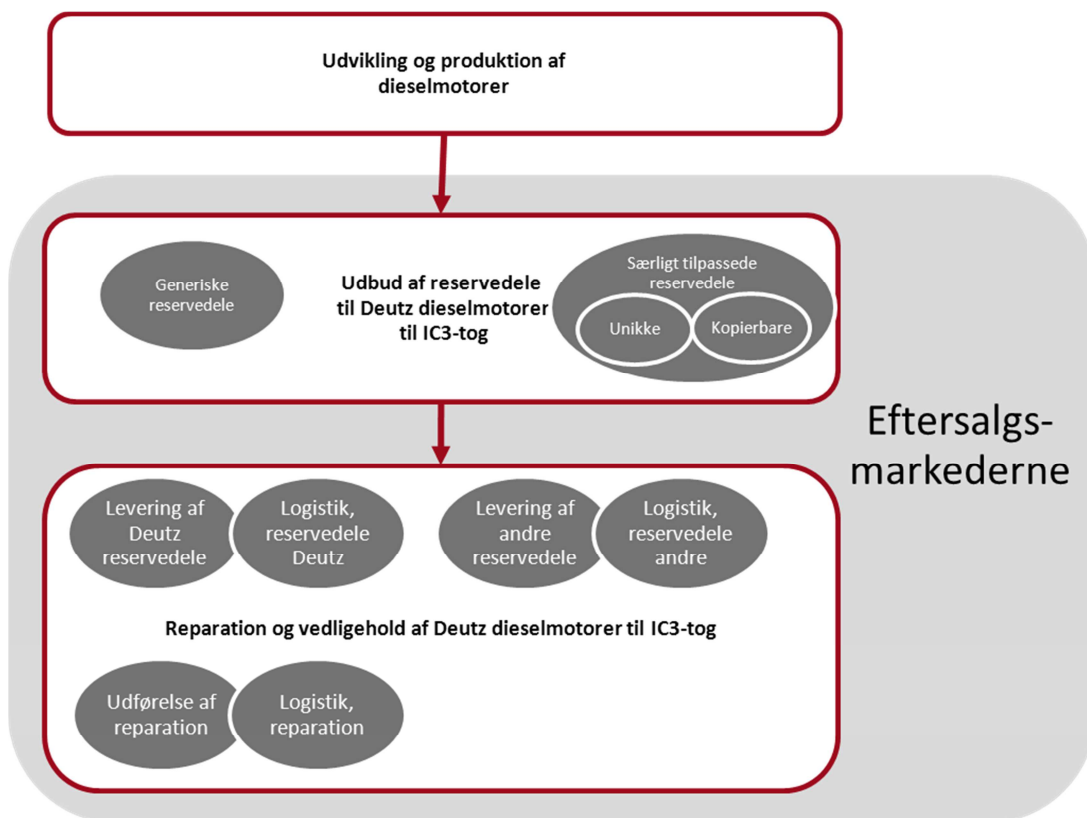 Udvikling og produktion af
dieselmotorer
Generiske
reservedele
Udbud af reservedele
til Deutz dieselmotorer
til IC3-tog
Særligt tilpassede
reservedele
Unikke
Kopierbare
Eftersalgs-
markederne
Levering af
Deutz
reservedele
Logistik,
reservedele
Deutz
Levering af
andre
reservedele
Logistik,
reservedele
andre
Reparation og vedligehold af Deutz dieselmotorer til IC3-tog
Udførelse af
reparation
Logistik,
reparation